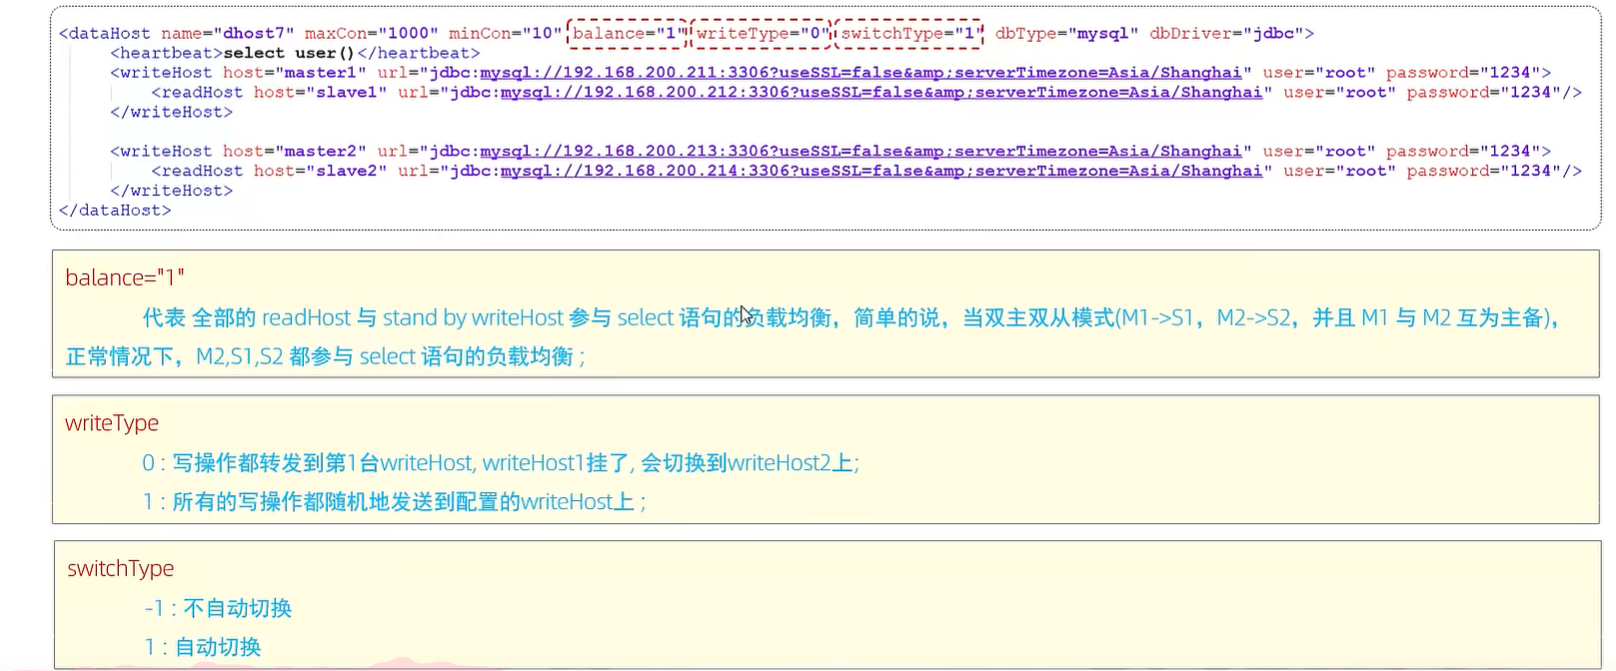 <dataHost name="dhost7" maxCon="1000" minCon="10" balance="1" writeType="0" switchType="1" dbType="mysql" dbDriver="jdbc">
<heartbeat>select user()</heartbeat>
<writeHost host="master1" url="jdbc:mysql://192.168.200.211:3306?useSSL=false&amp;serverTimezone=Asia/Shanghai" user="root" password="1234">
<readHost host="slave1" url="jdbc:mysql://192.168.200.212:3306?useSSL=false&amp;serverTimezone=Asia/Shanghai" user="root" password="1234"/>
</writeHost>
<writeHost host="master2" url="jdbc:mysql://192.168.200.213:3306?useSSL=false&amp;serverTimezone=Asia/Shanghai" user="root" password="1234">
<readHost host="slave2" url="jdbc:mysql://192.168.200.214:3306?useSSL=false&amp;serverTimezone=Asia/Shanghai" user="root" password="1234"/>
</writeHost>
</dataHost>
balance="1"
代表 全部的 readHost 与 stand by writeHost 参与 select 语句的负载均衡，简单的说，当双主双从模式(M1->S1，M2->S2，并且 M1 与 M2 互为主备)，
正常情况下，M2,S1,S2 都参与 select 语句的负载均衡 ;
writeType
0 : 写操作都转发到第1台writeHost, writeHost1挂了, 会切换到writeHost2上;
1 : 所有的写操作都随机地发送到配置的writeHost上 ;
switchType
-1 : 不自动切换
1 : 自动切换